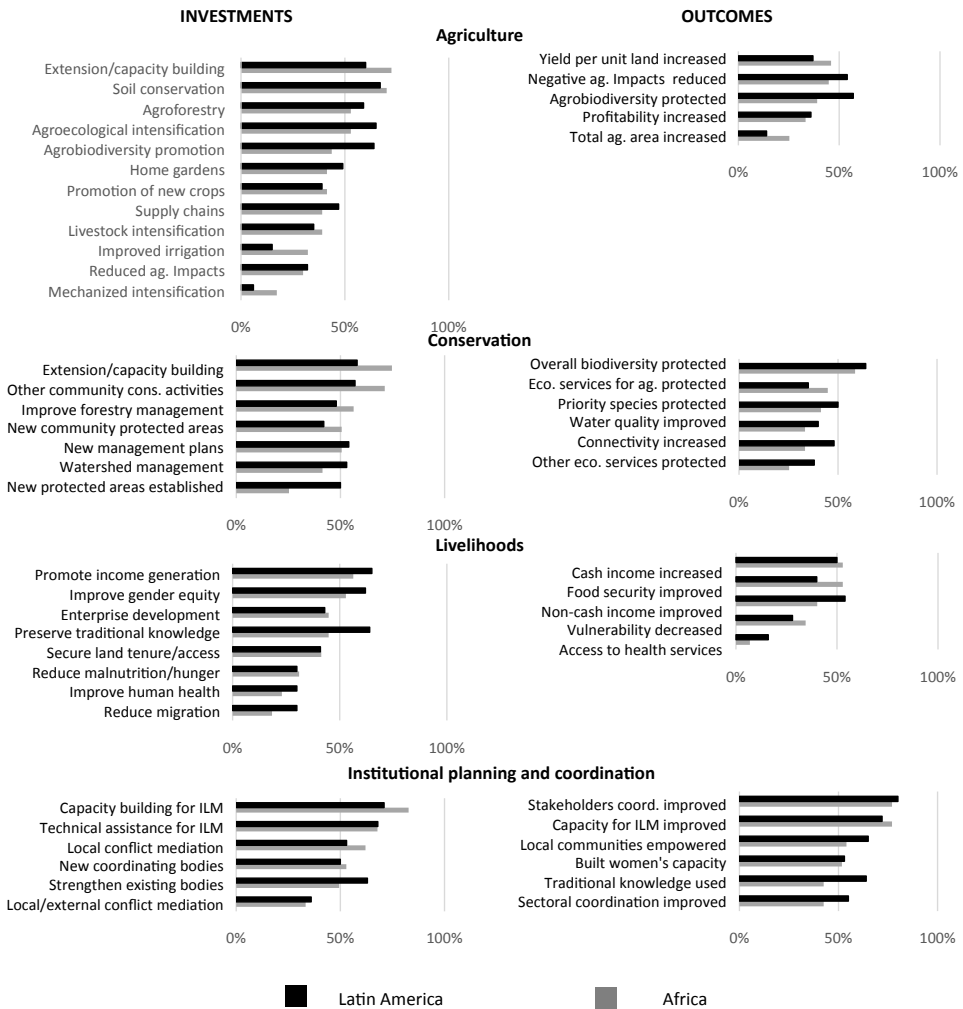 INVESTMENTS
OUTCOMES
Agriculture
Extension/capacity building
Soil conservation
Agroforestry
Agroecological intensification
Agrobiodiversity promotion
Home gardens
Promotion of new crops
Supply chains
Livestock intensification
Improved irrigation
Reduced ag. Impacts
Mechanized intensification
0% 50% 100%
Yield per unit land increased
Negative ag. Impacts reduced
Agrobiodiversity protected
Profitability increased
Total ag. area increased
0% 50% 100%
Conservation
Extension/capacity building
Other community cons. activities
Improve forestry management
New community protected areas
New management plans
Watershed management
New protected areas established
0% 50% 100%
Overall biodiversity protected
Eco. services for ag. protected
Priority species protected
Water quality improved
Connectivity increased
Other eco. services protected
0% 50% 100%
Livelihoods
Promote income generation
Improve gender equity
Enterprise development
Preserve traditional knowledge
Secure land tenure/access
Reduce malnutrition/hunger
Improve human health
Reduce migration
0% 50% 100%
Cash income increased
Food security improved
Non-cash income improved
Vulnerability decreased
Access to health services
0% 50% 100%
Institutional planning and coordination
Capacity building for ILM
Technical assistance for ILM
Local conflict mediation
New coordinating bodies
Strengthen existing bodies
Local/external conflict mediation
0% 50% 100%
Stakeholders coord. improved
Capacity for ILM improved
Local communities empowered
Built women's capacity
Traditional knowledge used
Sectoral coordination improved
0% 50% 100%
Latin America
Africa